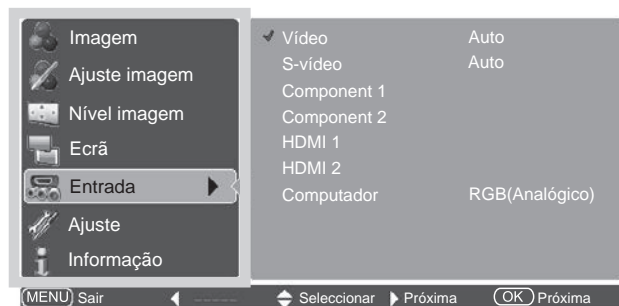 Imagem
Ajuste imagem
Nível imagem
Ecrã
Entrada
Ajuste
Informação
Vídeo Auto
S-vídeo Auto
Component 1
Component 2
HDMI 1
HDMI 2
Computador RGB(Analógico)
MENU Sair ----- Seleccionar Próxima OK Próxima